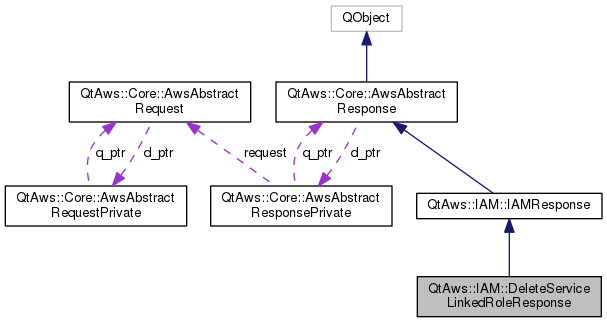 QObject
QtAws::Core::AwsAbstract
Request
QtAws::Core::AwsAbstract
Response
q_ptr
d_ptr
request
q_ptr
d_ptr
QtAws::Core::AwsAbstract
RequestPrivate
QtAws::Core::AwsAbstract
ResponsePrivate
QtAws::IAM::IAMResponse
QtAws::IAM::DeleteService
LinkedRoleResponse